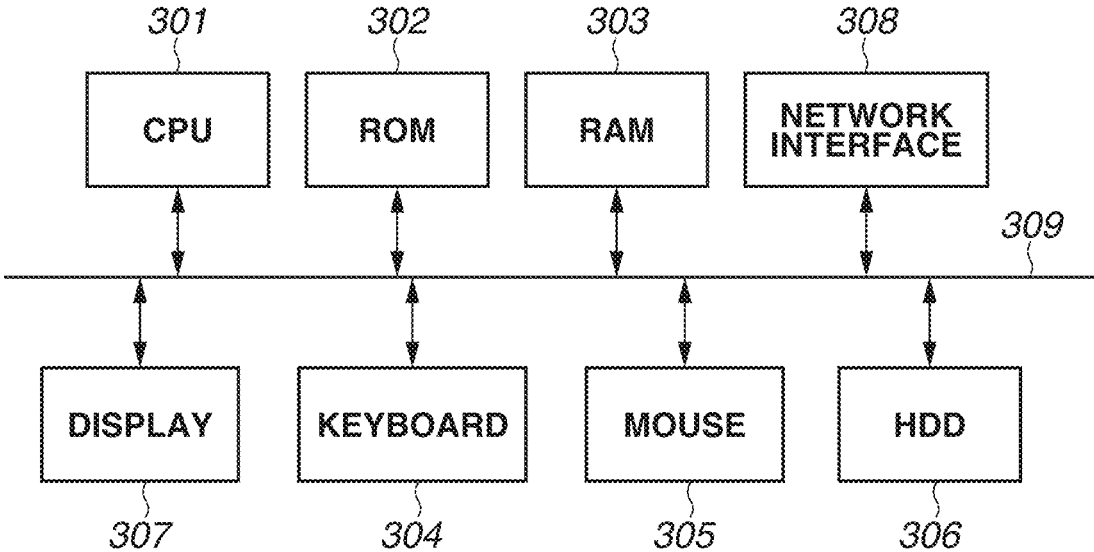 301
302
303
308
CPU
ROM
RAM
NETWORK
INTERFACE
309
DISPLAY
KEYBOARD
MOUSE
HDD
307
304
305
306